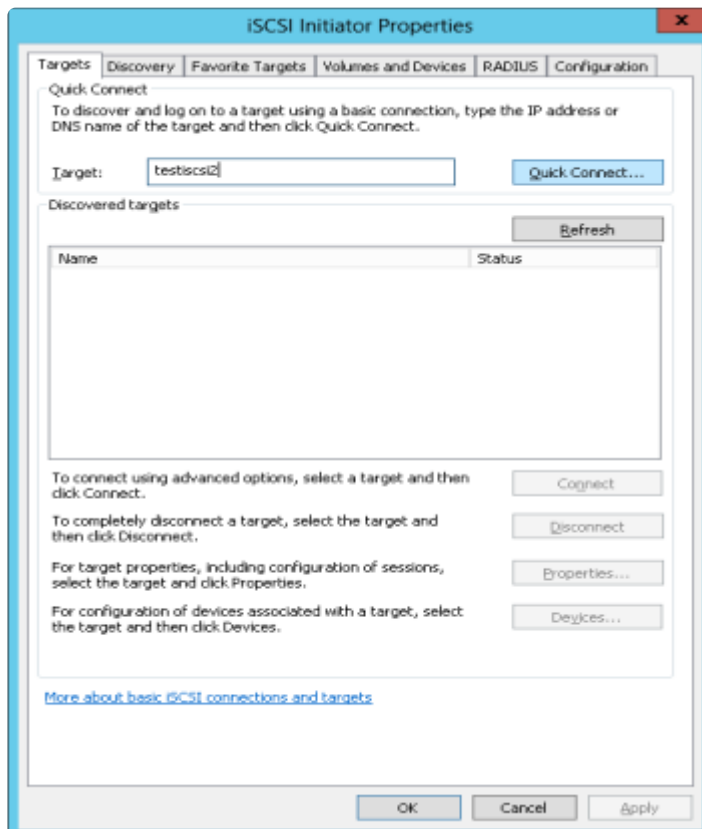 iSCSI Initiator Properties
x
Targets Discovery Favorite Targets Volumes and Devices RADIUS Configuration
Quick Connect
To discover and log on to a target using a basic connection, type the IP address or
DNS name of the target and then click Quick Connect.
Target: testiscsi2 Quick Connect...
Discovered targets
Refresh
Name Status
To connect using advanced options, select a target and then
click Connect.
Connect
To completely disconnect a target, select the target and
then click Disconnect.
Disconnect
For target properties, including configuration of sessions,
select the target and click Properties.
Properties...
For configuration of devices associated with a target, select
the target and then click Devices.
Devices...
More about basic iSCSI connections and targets
OK Cancel Apply